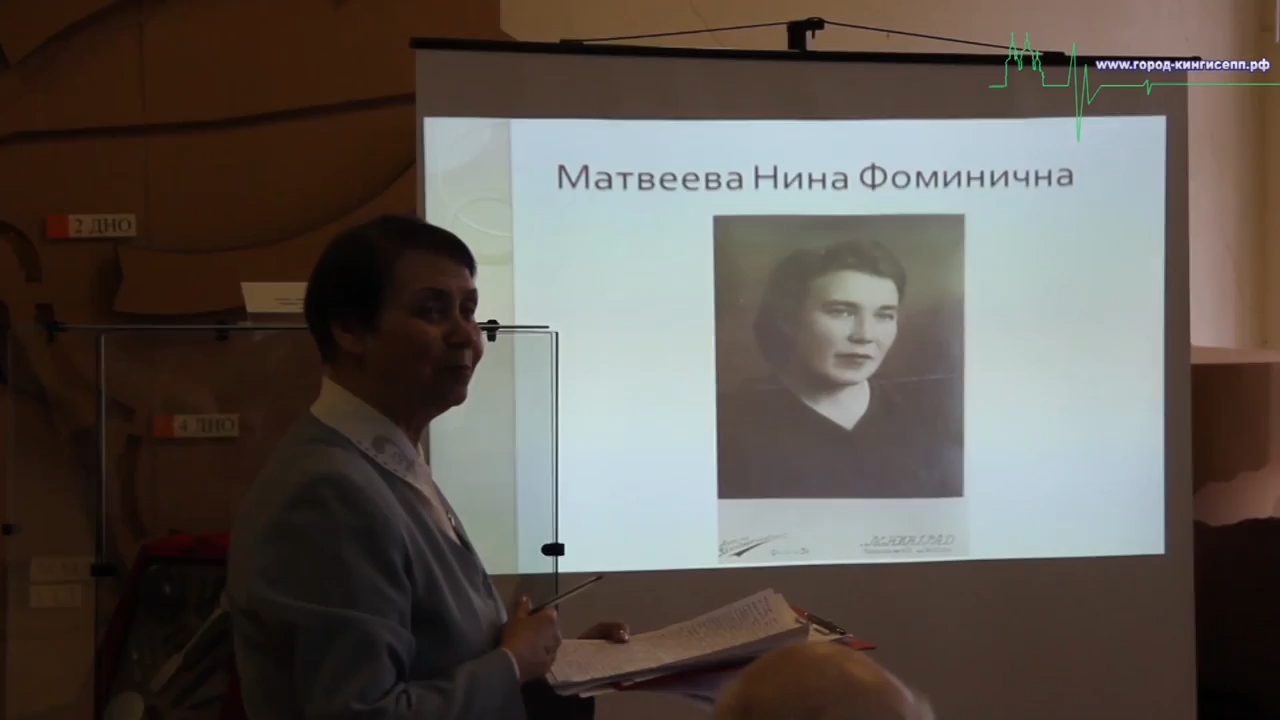 www.город-кингисепп.рф
Матвеева Нина Фоминична
2 ДНО
4 ДНО
ЛЕНИНГРАД